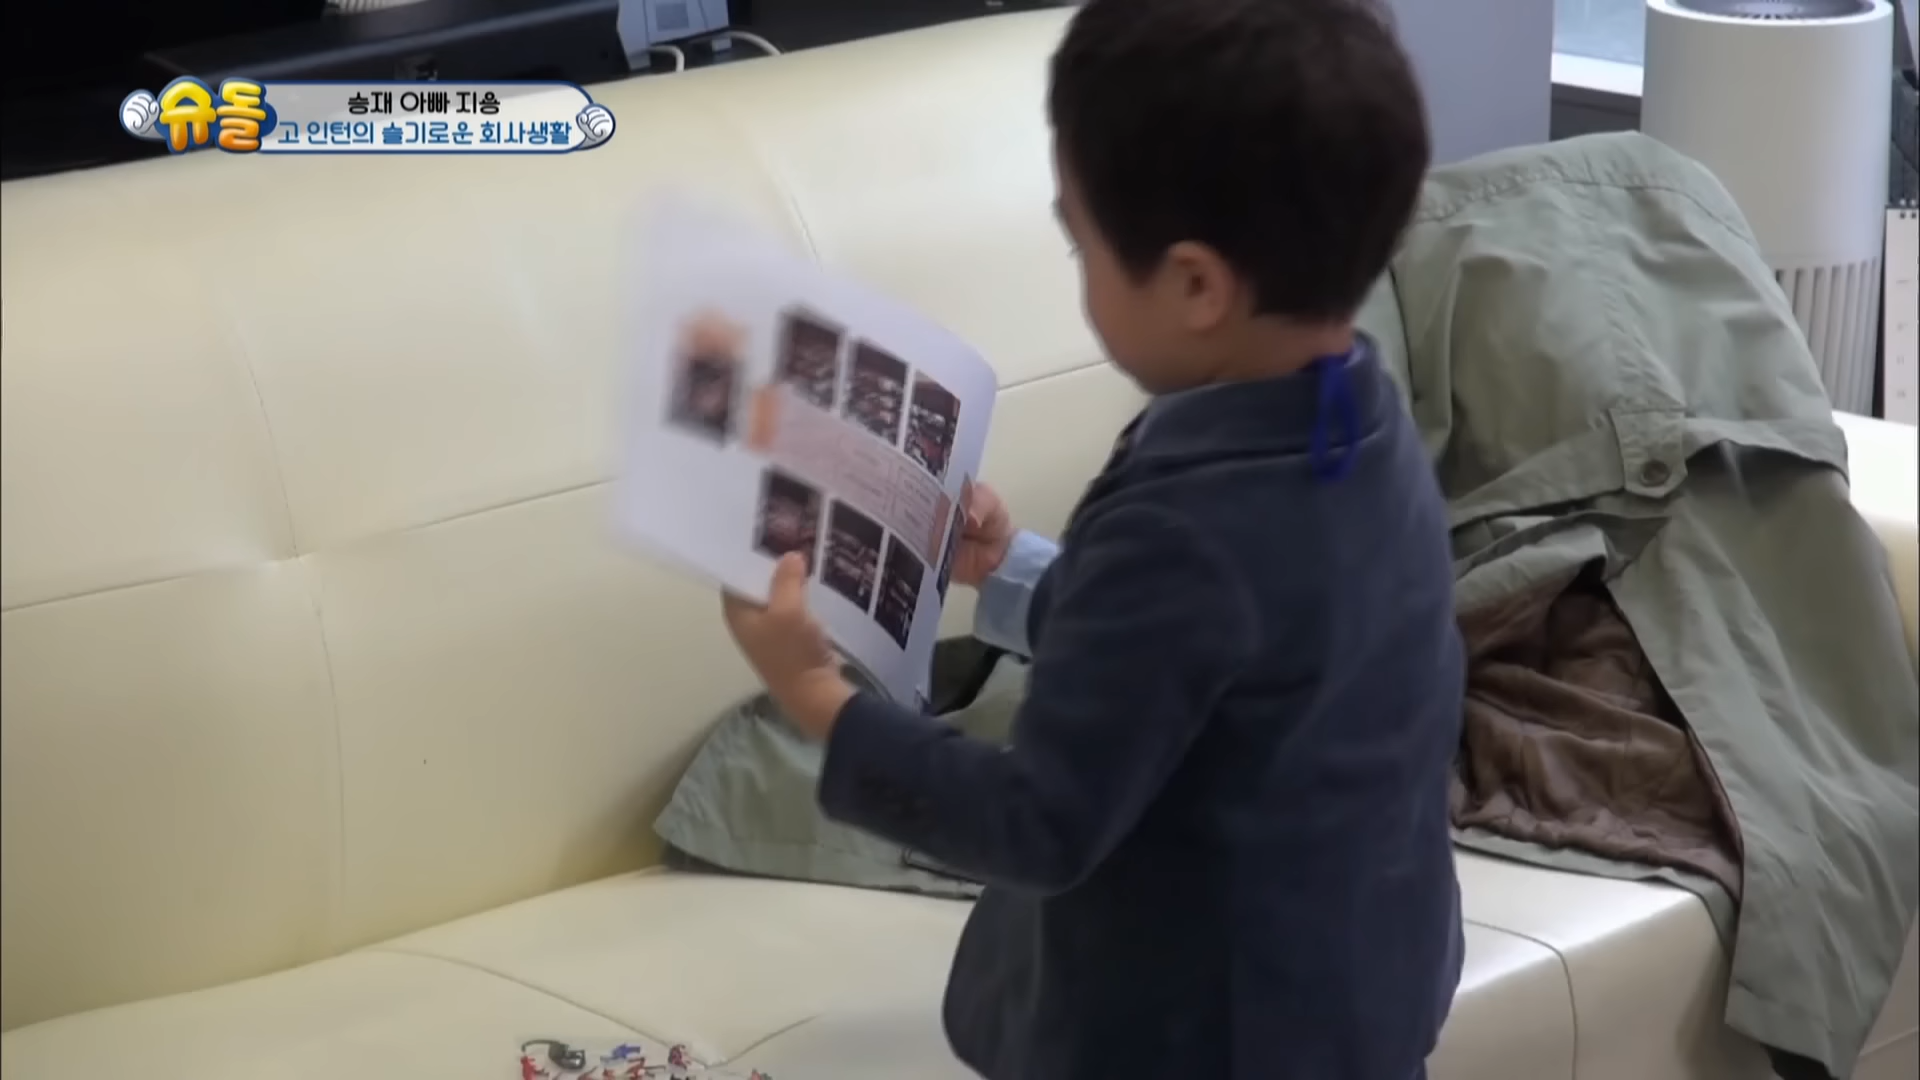 슈돌
승재 아빠 지용
고 인턴의 슬기로운 회사생활